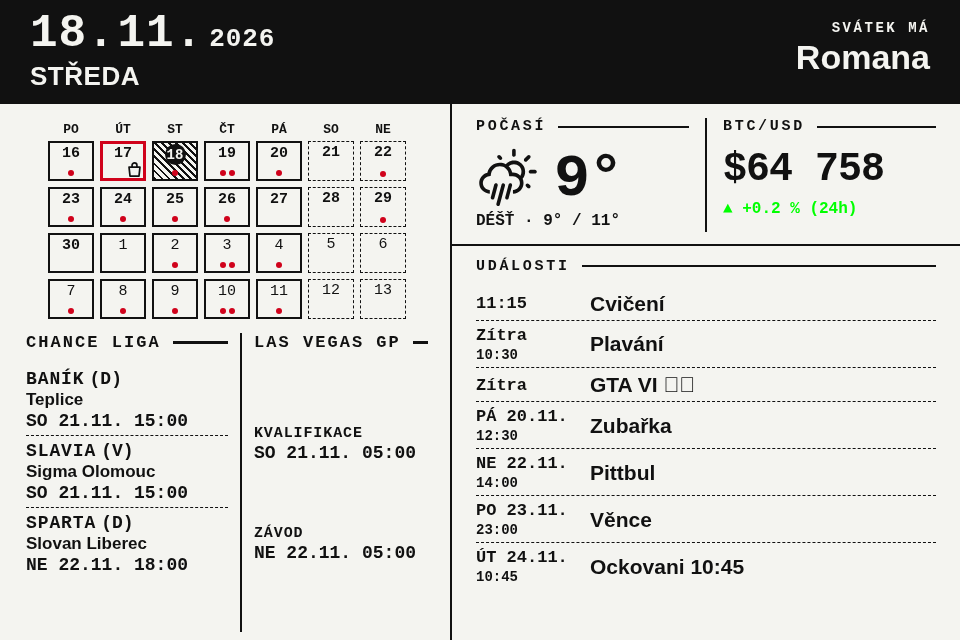 18.11. 2026
STŘEDA
SVÁTEK MÁ
Romana
PO ÚT ST ČT PÁ SO NE
16 17 18 19 20 21 22
23 24 25 26 27 28 29
30 1 2 3 4 5 6
7 8 9 10 11 12 13
CHANCE LIGA
BANÍK (D)
Teplice
SO 21.11. 15:00
SLAVIA (V)
Sigma Olomouc
SO 21.11. 15:00
SPARTA (D)
Slovan Liberec
NE 22.11. 18:00
LAS VEGAS GP
KVALIFIKACE
SO 21.11. 05:00
ZÁVOD
NE 22.11. 05:00
POČASÍ
9°
DÉŠŤ · 9° / 11°
BTC/USD
$64 758
▲ +0.2 % (24h)
UDÁLOSTI
11:15 Cvičení
Zítra
10:30 Plavání
Zítra GTA VI
PÁ 20.11.
12:30 Zubařka
NE 22.11.
14:00 Pittbul
PO 23.11.
23:00 Věnce
ÚT 24.11.
10:45 Ockovani 10:45